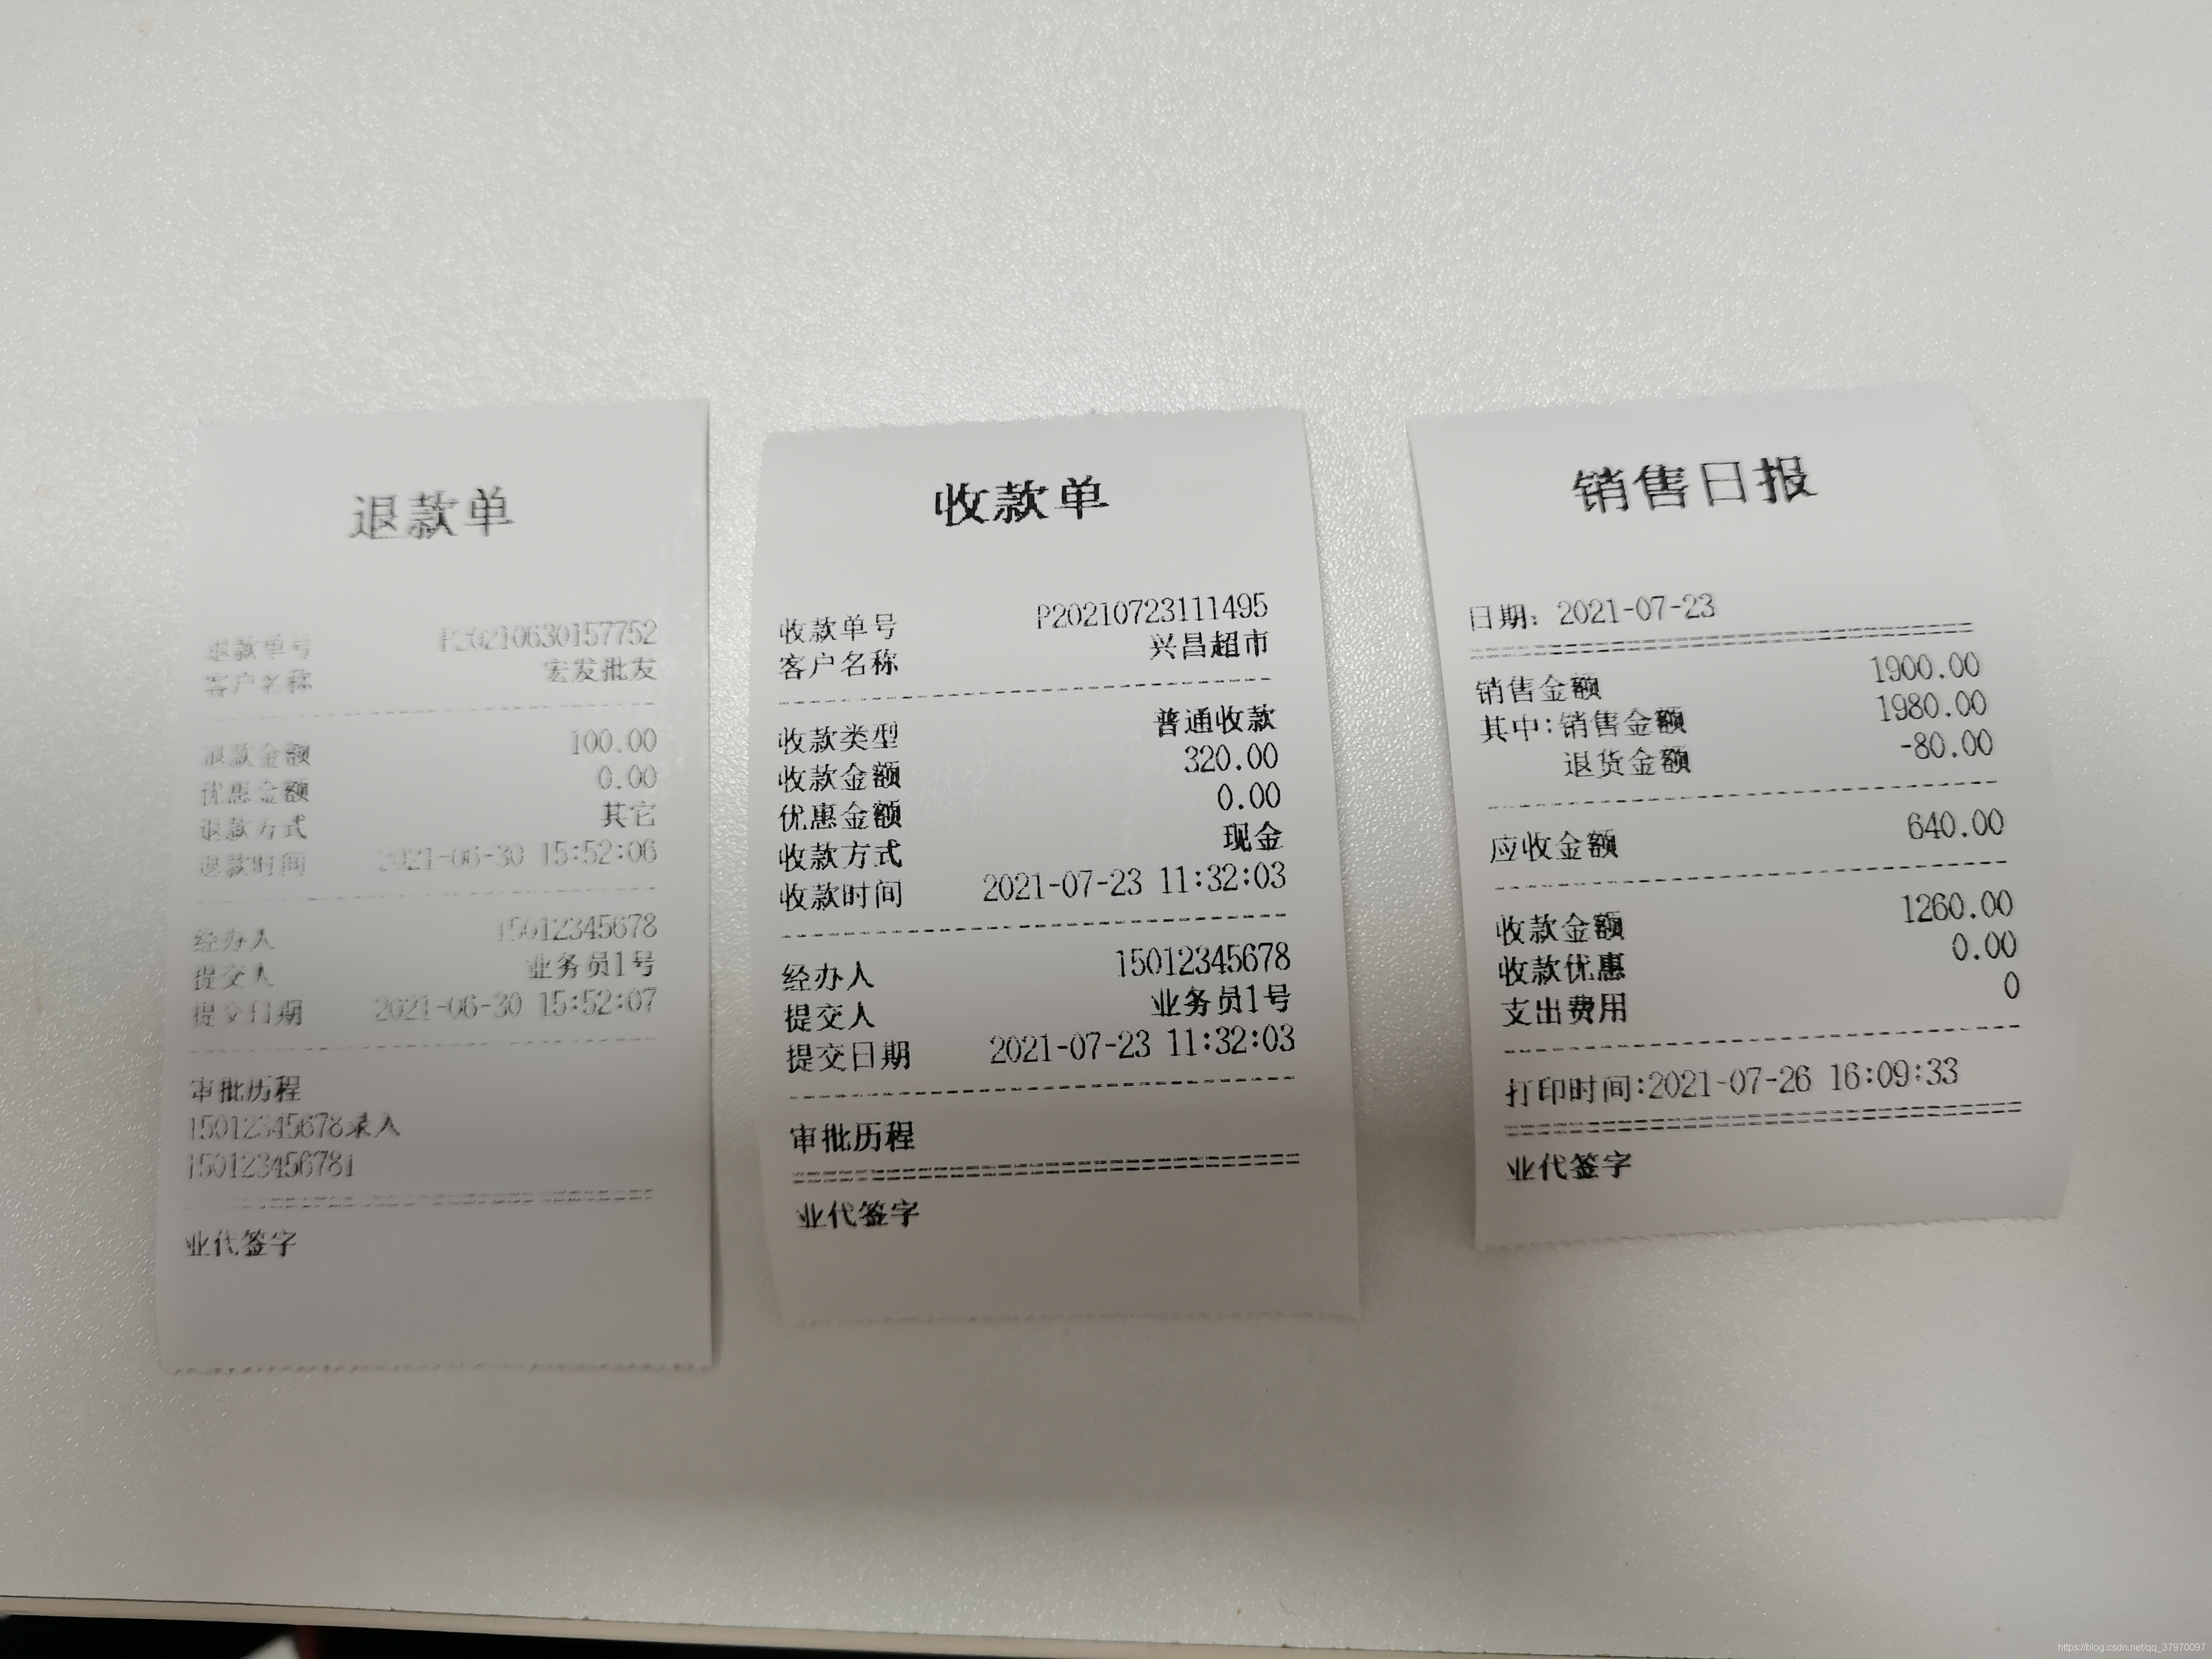 退款单
退款单号 P20210630157752
客户名称 宏发批发
退款金额 100.00
优惠金额 0.00
退款方式 其它
退款时间 2021-06-30 15:52:06
经办人 15012345678
提交人 业务员1号
提交日期 2021-06-30 15:52:07
审批历程
15012345678录入
150123456781
业代签字
收款单
收款单号 P20210723111495
客户名称 兴昌超市
收款类型 普通收款
收款金额 320.00
优惠金额 0.00
收款方式 现金
收款时间 2021-07-23 11:32:03
经办人 15012345678
提交人 业务员1号
提交日期 2021-07-23 11:32:03
审批历程
业代签字
销售日报
日期: 2021-07-23
销售金额 1900.00
其中:销售金额 1980.00
退货金额 -80.00
应收金额 640.00
收款金额 1260.00
收款优惠 0.00
支出费用 0
打印时间:2021-07-26 16:09:33
业代签字
https://blog.csdn.net/qq_37970097